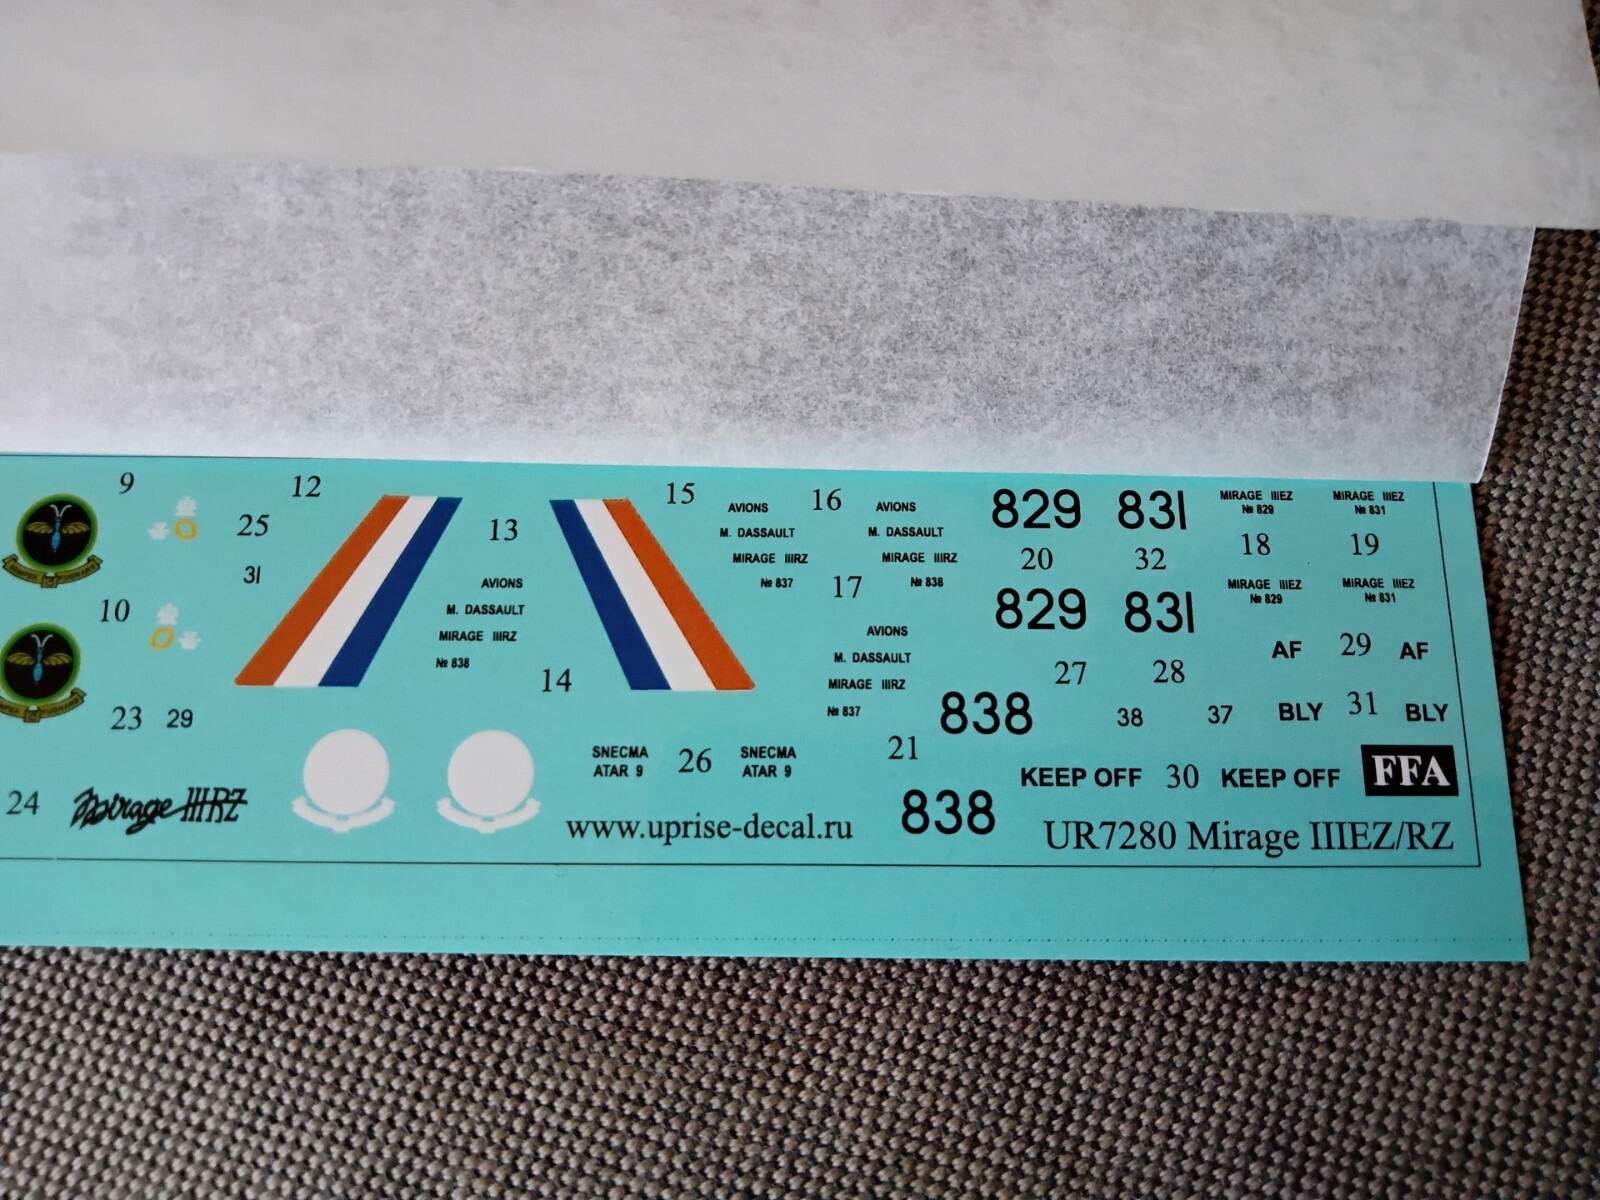 9
12
25
31
10
23
29
24
Mirage IIIRZ
13
AVIONS
M. DASSAULT
MIRAGE IIIRZ
№ 838
14
15
AVIONS
M. DASSAULT
MIRAGE IIIRZ
№ 837
16
AVIONS
M. DASSAULT
MIRAGE IIIRZ
№ 838
17
AVIONS
M. DASSAULT
MIRAGE IIIRZ
№ 837
829
831
20
32
829
831
MIRAGE IIIEZ
№ 829
MIRAGE IIIEZ
№ 831
18
19
MIRAGE IIIEZ
№ 829
MIRAGE IIIEZ
№ 831
27
28
AF
29
AF
838
38
37
BLY
31
BLY
SNECMA
ATAR 9
26
SNECMA
ATAR 9
21
KEEP OFF
30
KEEP OFF
FFA
838
www.uprise-decal.ru
UR7280 Mirage IIIEZ/RZ